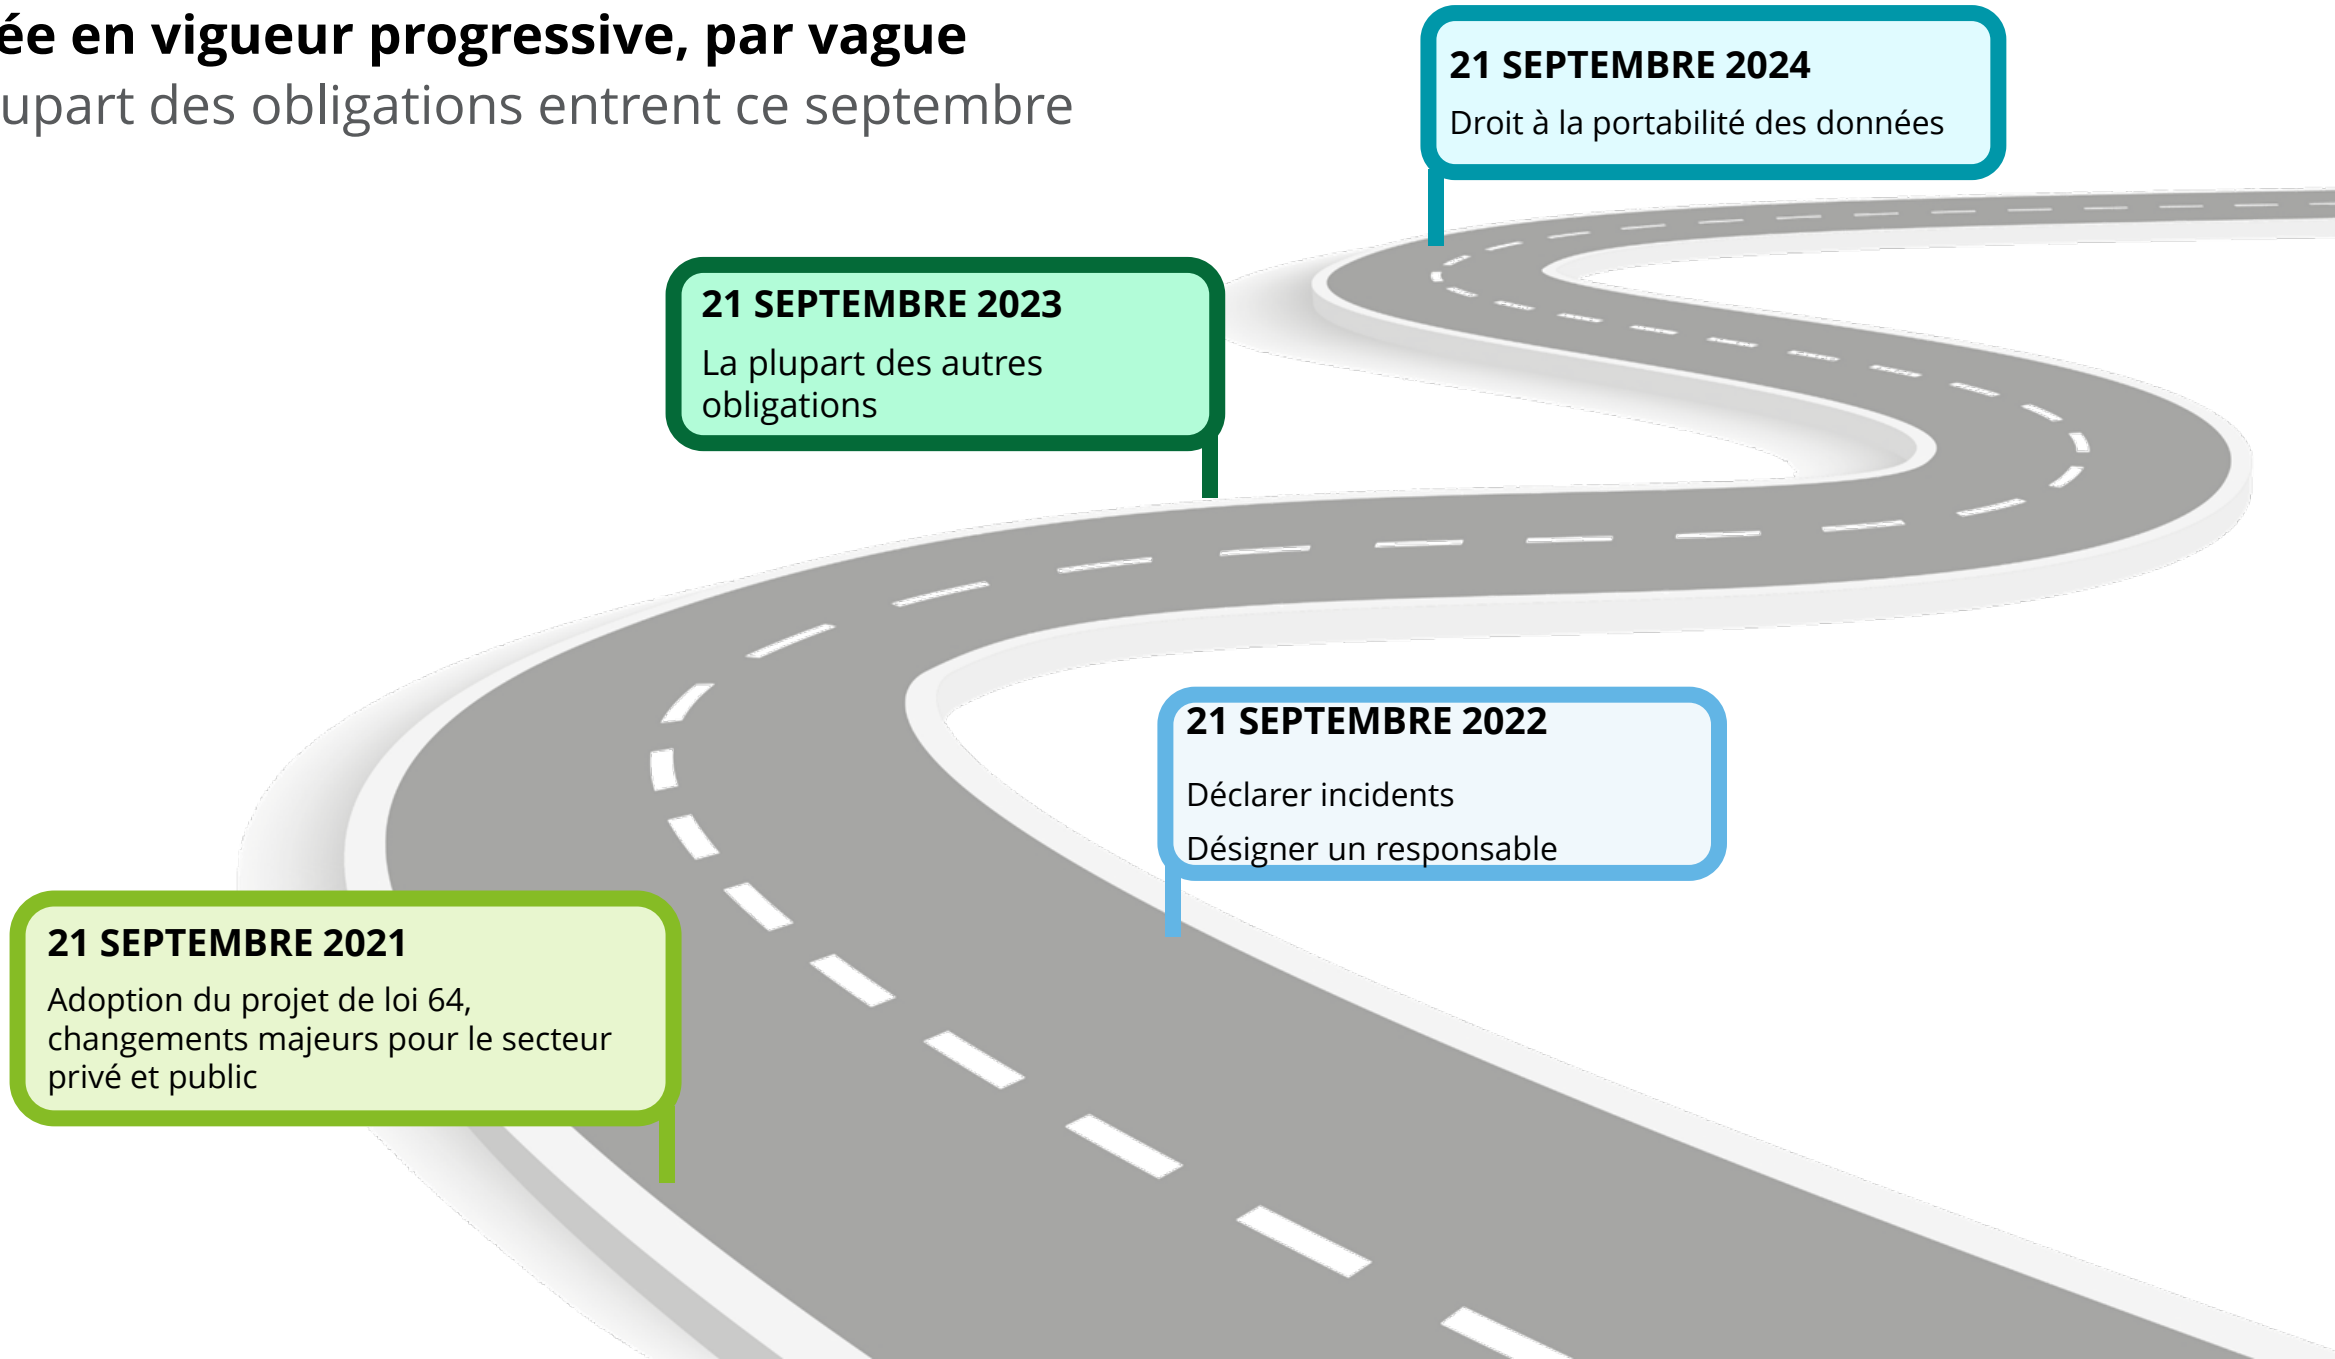 ée en vigueur progressive, par vague
upart des obligations entrent ce septembre
21 SEPTEMBRE 2024
Droit à la portabilité des données
21 SEPTEMBRE 2023
La plupart des autres
obligations
21 SEPTEMBRE 2022
Déclarer incidents
Désigner un responsable
21 SEPTEMBRE 2021
Adoption du projet de loi 64,
changements majeurs pour le secteur
privé et public